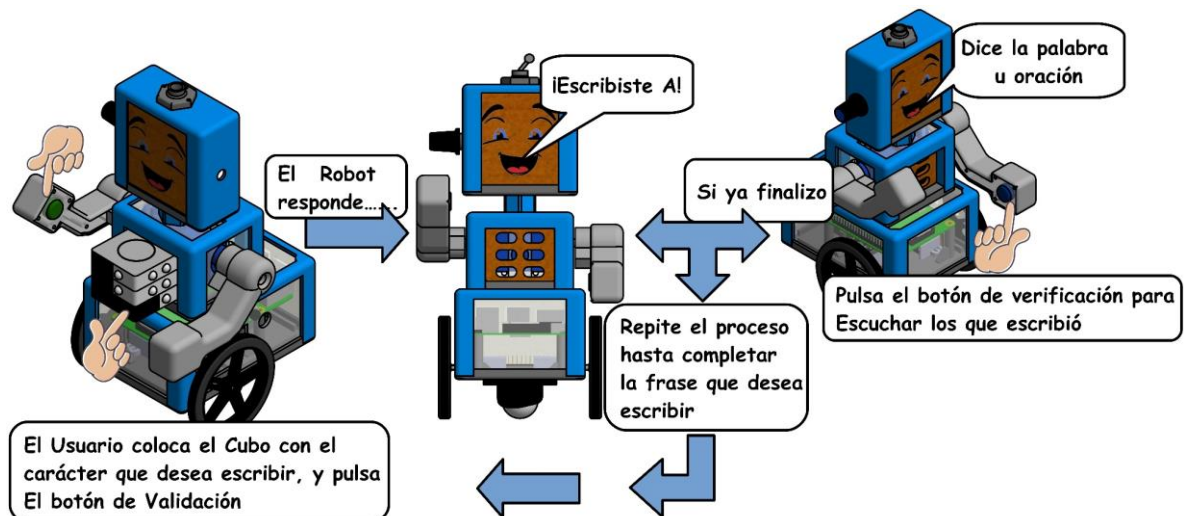 El Robot
responde.......
¡Escribiste A!
Dice la palabra
u oración
Si ya finalizo
Pulsa el botón de verificación para
Escuchar los que escribió
Repite el proceso
hasta completar
la frase que desea
escribir
El Usuario coloca el Cubo con el
carácter que desea escribir, y pulsa
El botón de Validación